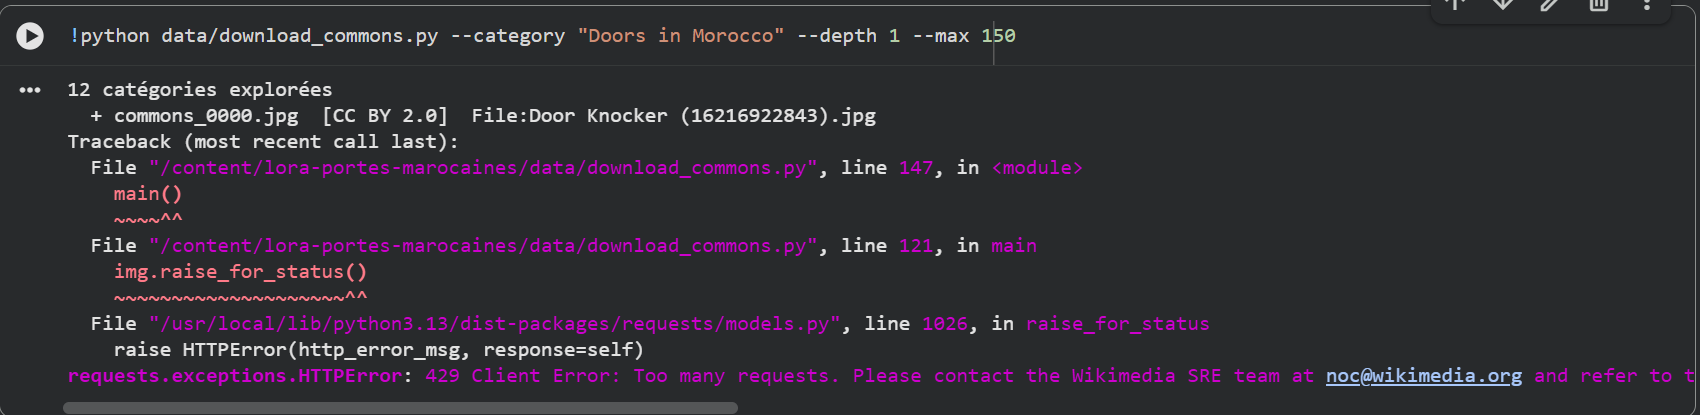 !python data/download_commons.py --category "Doors in Morocco" --depth 1 --max 150
12 catégories explorées
  + commons_0000.jpg  [CC BY 2.0]  File:Door Knocker (16216922843).jpg
Traceback (most recent call last):
  File "/content/lora-portes-marocaines/data/download_commons.py", line 147, in <module>
    main()
    ~~~~^^
  File "/content/lora-portes-marocaines/data/download_commons.py", line 121, in main
    img.raise_for_status()
    ~~~~~~~~~~~~~~~~~~~~^^
  File "/usr/local/lib/python3.13/dist-packages/requests/models.py", line 1026, in raise_for_status
    raise HTTPError(http_error_msg, response=self)
requests.exceptions.HTTPError: 429 Client Error: Too many requests. Please contact the Wikimedia SRE team at noc@wikimedia.org and refer to t